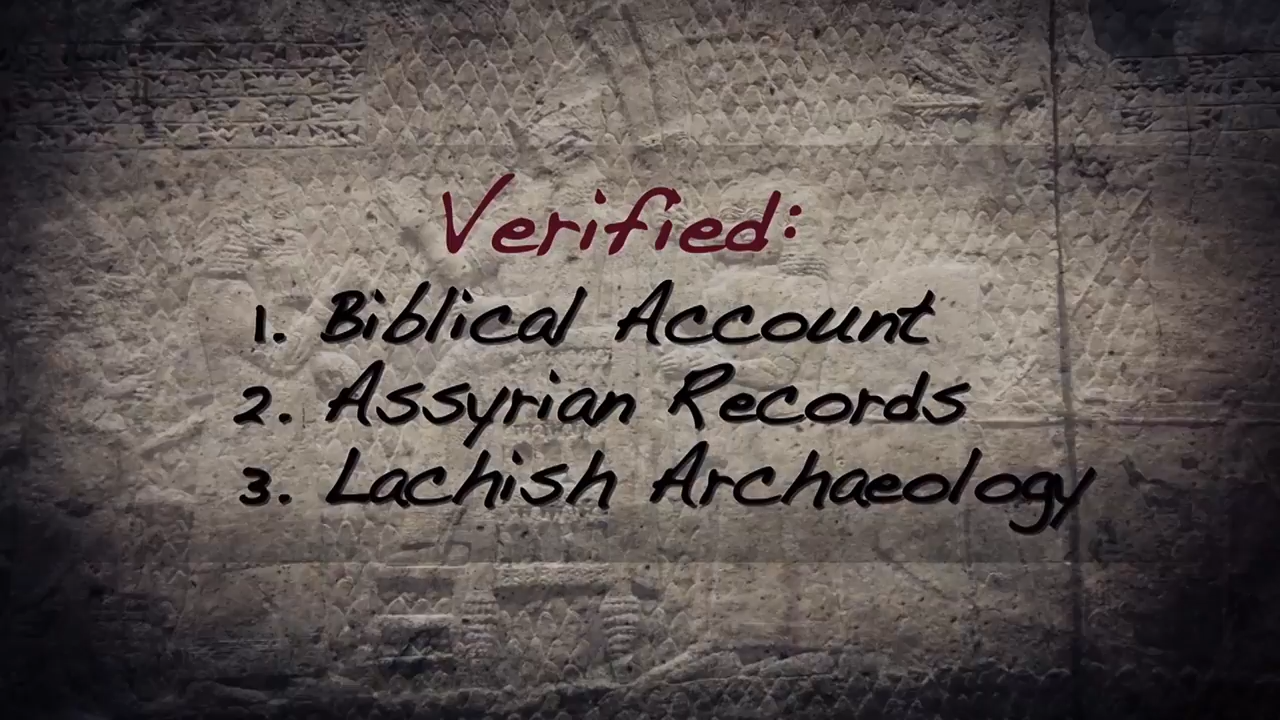 Verified:
1. Biblical Account
2. Assyrian Records
3. Lachish Archaeology